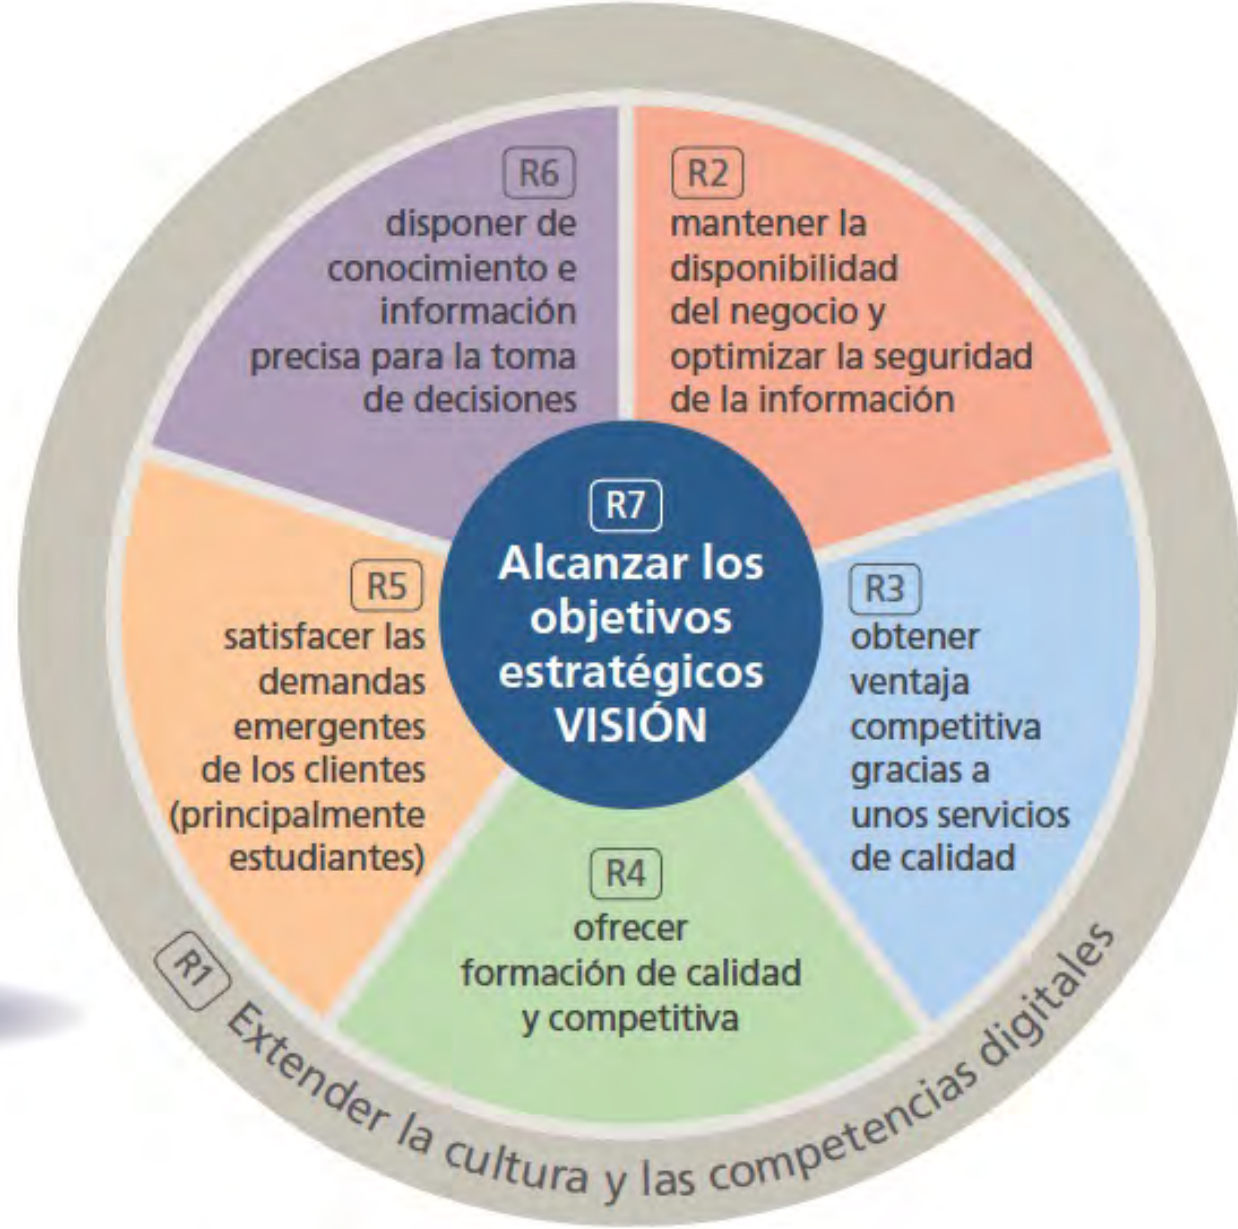 R6
disponer de
conocimiento e
información
precisa para la toma
de decisiones
R2
mantener la
disponibilidad
del negocio y
optimizar la seguridad
de la información
R7
Alcanzar los
objetivos
estratégicos
VISIÓN
R5
satisfacer las
demandas
emergentes
de los clientes
(principalmente
estudiantes)
R3
obtener
ventaja
competitiva
gracias a
unos servicios
de calidad
R4
ofrecer
formación de calidad
y competitiva
R1 Extender la cultura y las competencias digitales